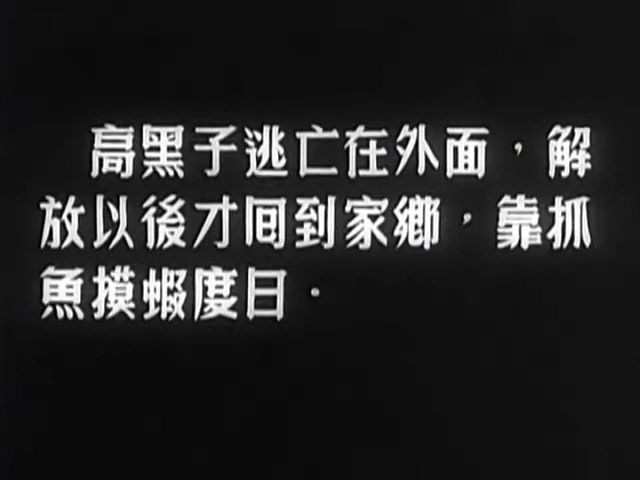 高黑子逃亡在外面，解
放以後才囘到家鄉，靠抓
魚摸蝦度日．